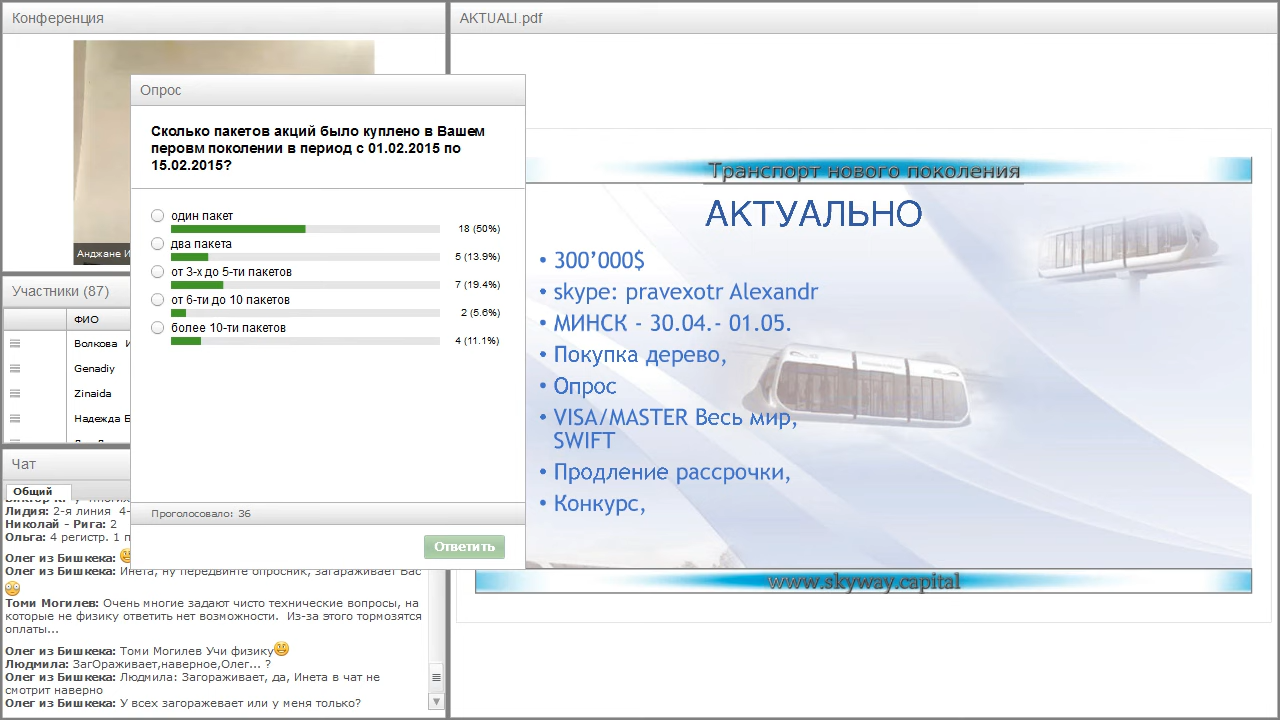 Конференция
Анджане И
Участники (87)
ФИО
Волкова И
Genadiy
Zinaida
Надежда Б
Чат
Общий
Лидия: 2-я линия 4-
Николай - Рига: 2
Ольга: 4 регистр. 1 п
Олег из Бишкека:
Олег из Бишкека: Инета, ну передвинте опросник, загараживает Вас
Томи Могилев: Очень многие задают чисто технические вопросы, на
которые не физику ответить нет возможности. Из-за этого тормозятся
оплаты...
Олег из Бишкека: Томи Могилев Учи физику
Людмила: ЗагОраживает,наверное,Олег... ?
Олег из Бишкека: Людмила: Загораживает, да, Инета в чат не
смотрит наверно
Олег из Бишкека: У всех загоражевает или у меня только?
Опрос
Сколько пакетов акций было куплено в Вашем
перовм поколении в период с 01.02.2015 по
15.02.2015?
один пакет
18 (50%)
два пакета
5 (13.9%)
от 3-х до 5-ти пакетов
7 (19.4%)
от 6-ти до 10 пакетов
2 (5.6%)
более 10-ти пакетов
4 (11.1%)
Проголосовало: 36
Ответить
AKTUALI.pdf
Транспорт нового поколения
АКТУАЛЬНО
• 300’000$
• skype: pravexotr Alexandr
• МИНСК - 30.04.- 01.05.
• Покупка дерево,
• Опрос
• VISA/MASTER Весь мир,
SWIFT
• Продление рассрочки,
• Конкурс,
www.skyway.capital